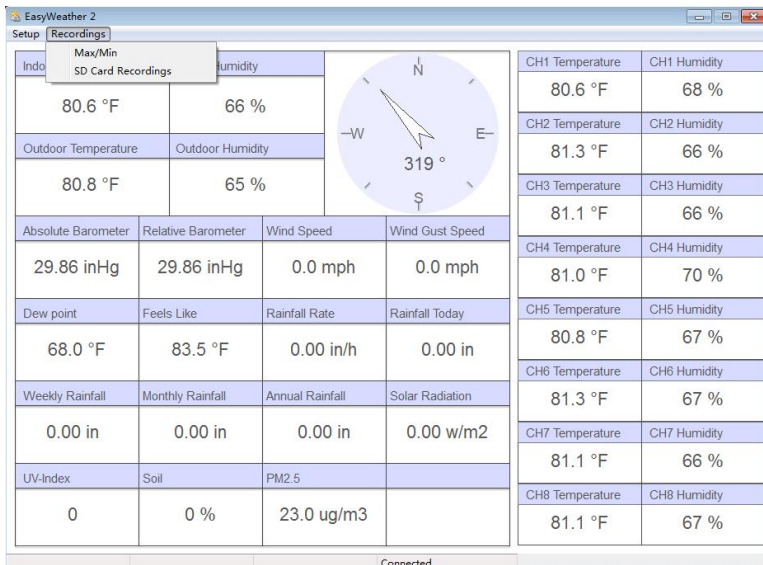 EasyWeather 2
Setup Recordings
Max/Min
SD Card Recordings
Indo
Humidity
80.6 °F 66 %
Outdoor Temperature Outdoor Humidity
80.8 °F 65 %
N
W E
319 °
S
Absolute Barometer Relative Barometer Wind Speed Wind Gust Speed
29.86 inHg 29.86 inHg 0.0 mph 0.0 mph
Dew point Feels Like Rainfall Rate Rainfall Today
68.0 °F 83.5 °F 0.00 in/h 0.00 in
Weekly Rainfall Monthly Rainfall Annual Rainfall Solar Radiation
0.00 in 0.00 in 0.00 in 0.00 w/m2
UV-Index Soil PM2.5
0 0 % 23.0 ug/m3
CH1 Temperature CH1 Humidity
80.6 °F 68 %
CH2 Temperature CH2 Humidity
81.3 °F 66 %
CH3 Temperature CH3 Humidity
81.1 °F 66 %
CH4 Temperature CH4 Humidity
81.0 °F 70 %
CH5 Temperature CH5 Humidity
80.8 °F 67 %
CH6 Temperature CH6 Humidity
81.3 °F 67 %
CH7 Temperature CH7 Humidity
81.1 °F 66 %
CH8 Temperature CH8 Humidity
81.1 °F 67 %
Connected